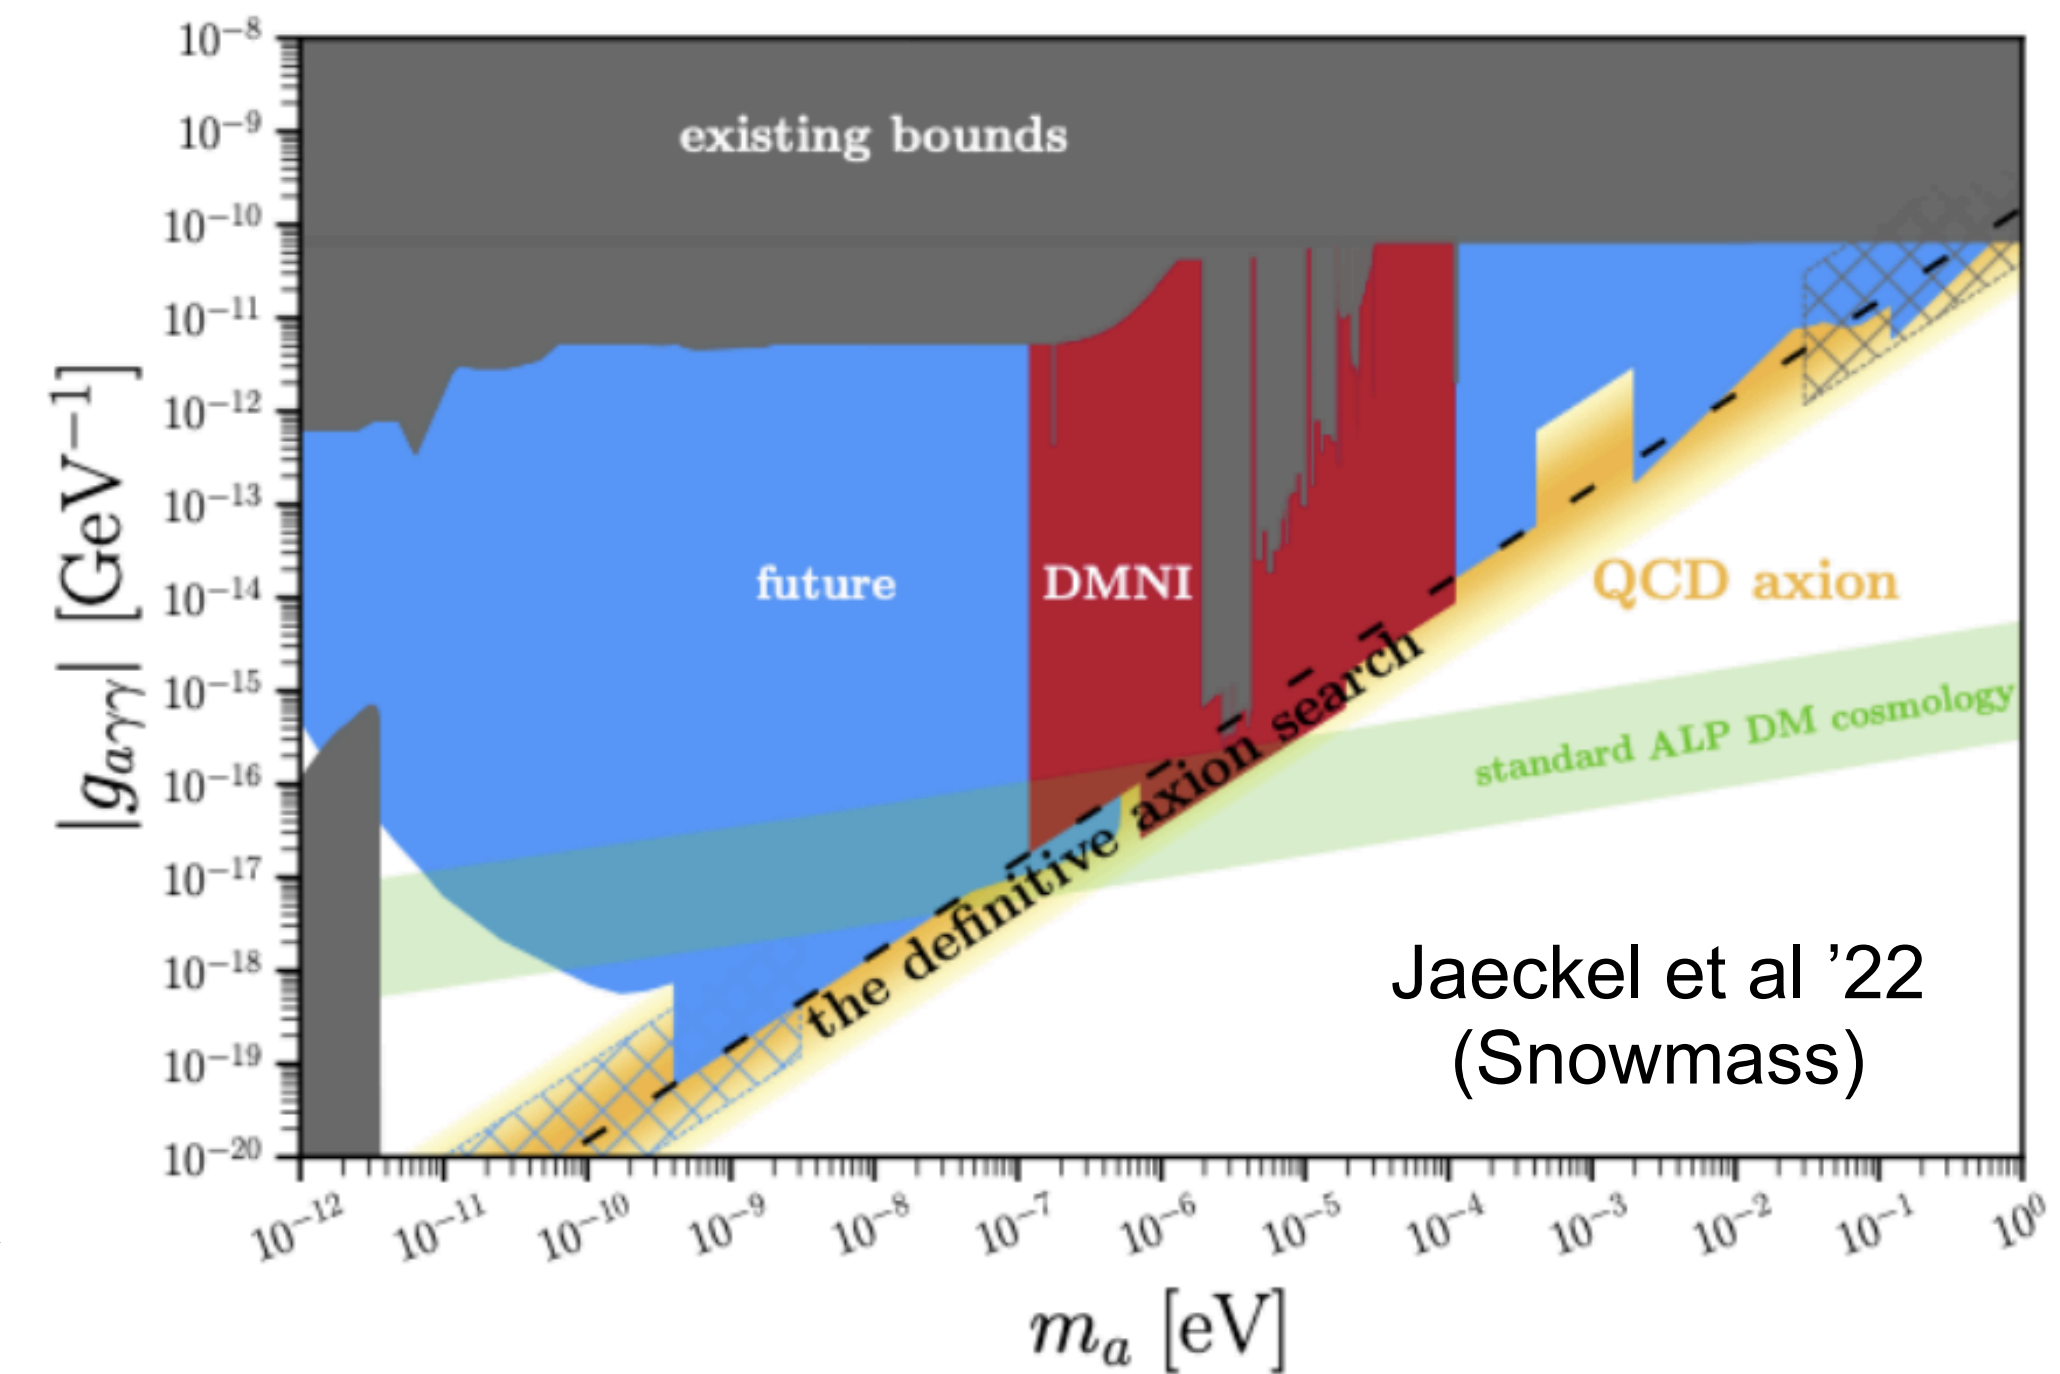 10⁻⁸
10⁻⁹
10⁻¹⁰
10⁻¹¹
10⁻¹²
10⁻¹³
10⁻¹⁴
10⁻¹⁵
10⁻¹⁶
10⁻¹⁷
10⁻¹⁸
10⁻¹⁹
10⁻²⁰
|g_{aγγ}| [GeV⁻¹]
existing bounds
future
DMNI
QCD axion
standard ALP DM cosmology
the definitive axion search
Jaeckel et al ’22
(Snowmass)
10⁻¹² 10⁻¹¹ 10⁻¹⁰ 10⁻⁹ 10⁻⁸ 10⁻⁷ 10⁻⁶ 10⁻⁵ 10⁻⁴ 10⁻³ 10⁻² 10⁻¹ 10⁰
m_a [eV]